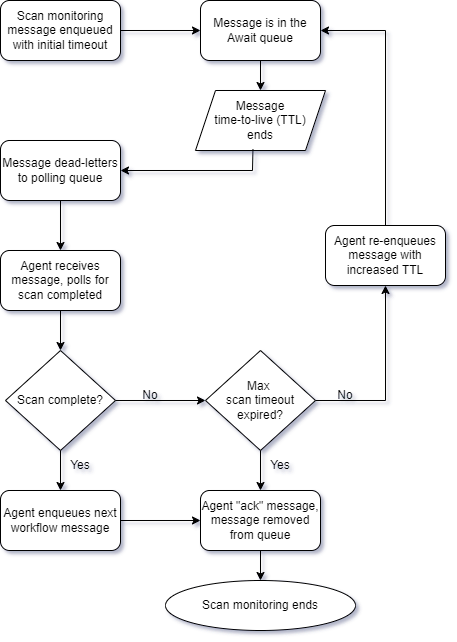 Scan monitoring
message enqueued
with initial timeout
Message is in the
Await queue
Message
time-to-live (TTL)
ends
Message dead-letters
to polling queue
Agent receives
message, polls for
scan completed
Agent re-enqueues
message with
increased TTL
Scan complete?
No
Max
scan timeout
expired?
No
Yes
Yes
Agent enqueues next
workflow message
Agent "ack" message,
message removed
from queue
Scan monitoring ends